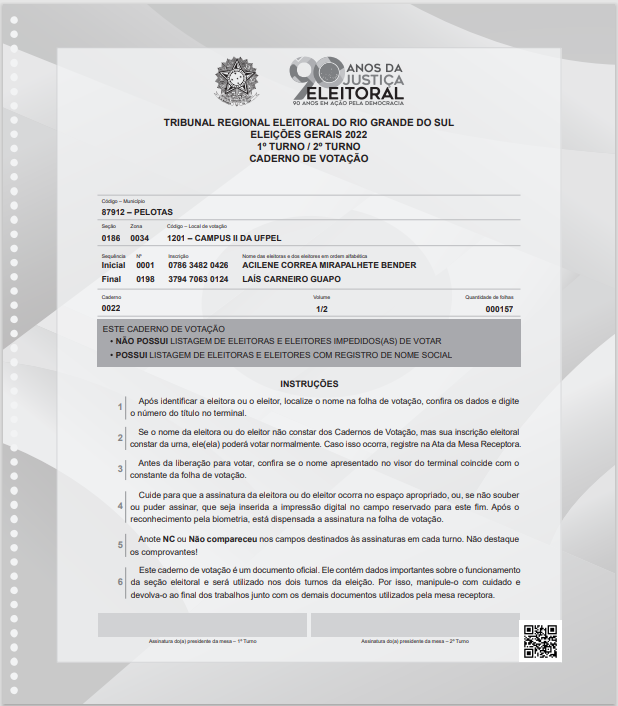 90 ANOS DA
JUSTIÇA
ELEITORAL
90 ANOS EM AÇÃO PELA DEMOCRACIA
TRIBUNAL REGIONAL ELEITORAL DO RIO GRANDE DO SUL
ELEIÇÕES GERAIS 2022
1º TURNO / 2º TURNO
CADERNO DE VOTAÇÃO
Código – Município
87912 – PELOTAS
Seção Zona Código – Local de votação
0186 0034 1201 – CAMPUS II DA UFPEL
Sequência Nº Inscrição Nome das eleitoras e dos eleitores em ordem alfabética
Inicial 0001 0786 3482 0426 ACILENE CORREA MIRAPALHETE BENDER
Final 0198 3794 7063 0124 LAÍS CARNEIRO GUAPO
Caderno Volume Quantidade de folhas
0022 1/2 000157
ESTE CADERNO DE VOTAÇÃO
• NÃO POSSUI LISTAGEM DE ELEITORAS E ELEITORES IMPEDIDOS(AS) DE VOTAR
• POSSUI LISTAGEM DE ELEITORAS E ELEITORES COM REGISTRO DE NOME SOCIAL
INSTRUÇÕES
1 Após identificar a eleitora ou o eleitor, localize o nome na folha de votação, confira os dados e digite
o número do título no terminal.
2 Se o nome da eleitora ou do eleitor não constar dos Cadernos de Votação, mas sua inscrição eleitoral
constar da urna, ele(ela) poderá votar normalmente. Caso isso ocorra, registre na Ata da Mesa Receptora.
3 Antes da liberação para votar, confira se o nome apresentado no visor do terminal coincide com o
constante da folha de votação.
4 Cuide para que a assinatura da eleitora ou do eleitor ocorra no espaço apropriado, ou, se não souber
ou puder assinar, que seja inserida a impressão digital no campo reservado para este fim. Após o
reconhecimento pela biometria, está dispensada a assinatura na folha de votação.
5 Anote NC ou Não compareceu nos campos destinados às assinaturas em cada turno. Não destaque
os comprovantes!
6 Este caderno de votação é um documento oficial. Ele contém dados importantes sobre o funcionamento
da seção eleitoral e será utilizado nos dois turnos da eleição. Por isso, manipule-o com cuidado e
devolva-o ao final dos trabalhos junto com os demais documentos utilizados pela mesa receptora.
Assinatura do(a) presidente da mesa – 1º Turno Assinatura do(a) presidente da mesa – 2º Turno